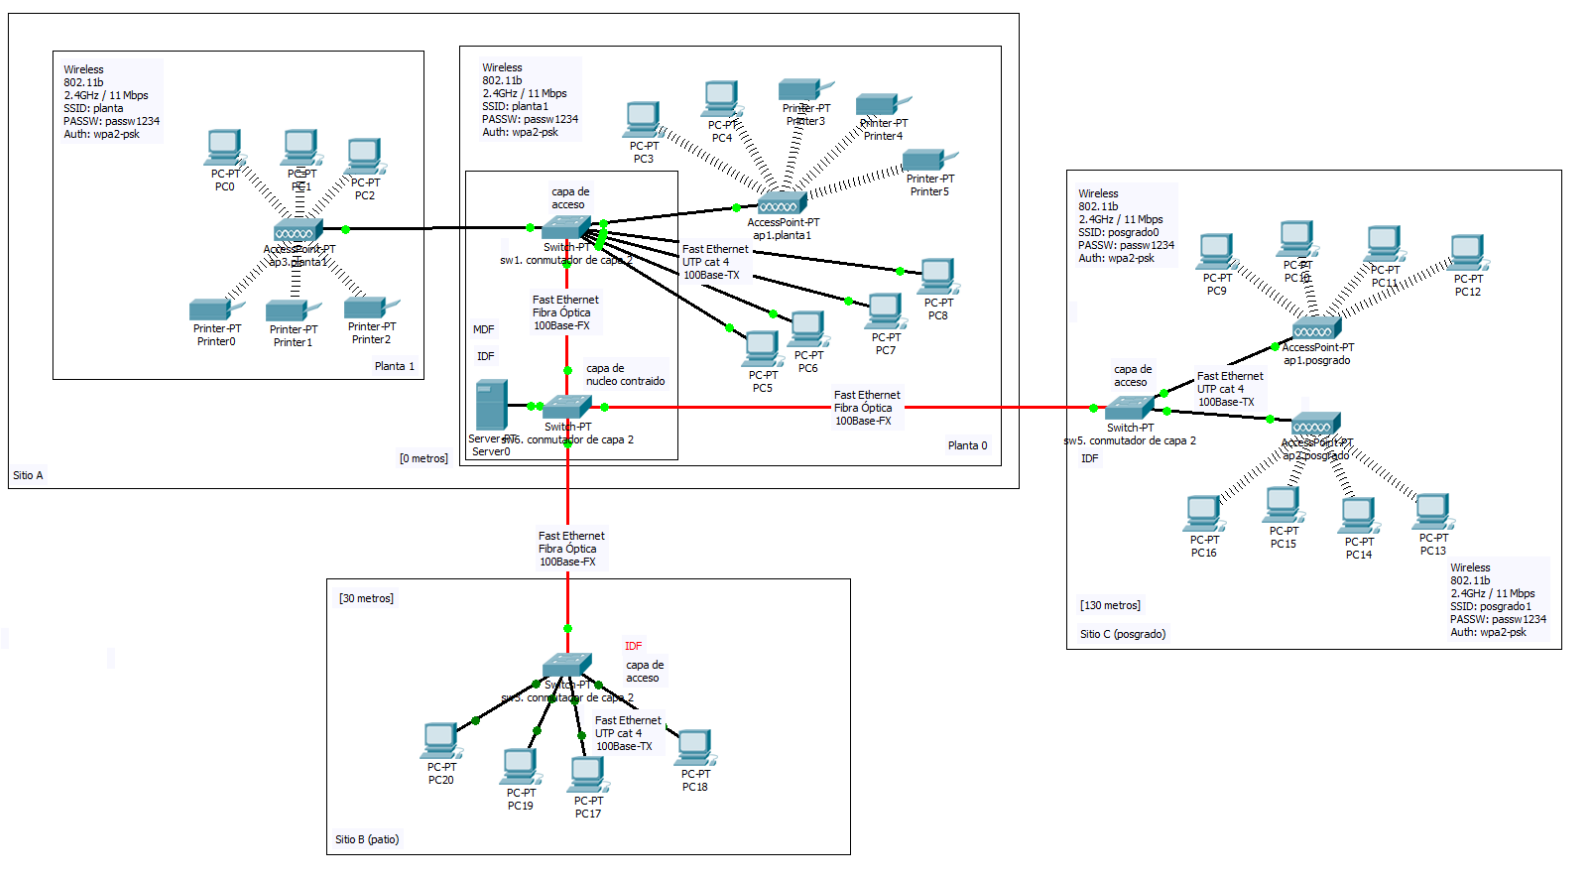 Wireless
802.11b
2.4GHz / 11 Mbps
SSID: planta
PASSW: passw1234
Auth: wpa2-psk
PC-PT
PC0
PC-PT
PC1
PC-PT
PC2
AccessPoint-PT
ap3.planta1
Printer-PT
Printer0
Printer-PT
Printer1
Printer-PT
Printer2
Planta 1
Wireless
802.11b
2.4GHz / 11 Mbps
SSID: planta1
PASSW: passw1234
Auth: wpa2-psk
PC-PT
PC3
PC-PT
PC4
Printer-PT
Printer3
Printer-PT
Printer4
Printer-PT
Printer5
AccessPoint-PT
ap1.planta1
capa de
acceso
Switch-PT
sw1. conmutador de capa 2
Fast Ethernet
UTP cat 4
100Base-TX
PC-PT
PC8
PC-PT
PC7
PC-PT
PC6
PC-PT
PC5
Fast Ethernet
Fibra Óptica
100Base-FX
MDF
IDF
capa de
nucleo contraido
Server-PT
Server0
Switch-PT
sw6. conmutador de capa 2
Planta 0
[0 metros]
Sitio A
Fast Ethernet
Fibra Óptica
100Base-FX
Fast Ethernet
Fibra Óptica
100Base-FX
[30 metros]
IDF
capa de
acceso
Switch-PT
sw3. conmutador de capa 2
Fast Ethernet
UTP cat 4
100Base-TX
PC-PT
PC20
PC-PT
PC19
PC-PT
PC17
PC-PT
PC18
Sitio B (patio)
Wireless
802.11b
2.4GHz / 11 Mbps
SSID: posgrado0
PASSW: passw1234
Auth: wpa2-psk
PC-PT
PC9
PC-PT
PC10
PC-PT
PC11
PC-PT
PC12
AccessPoint-PT
ap1.posgrado
capa de
acceso
Fast Ethernet
UTP cat 4
100Base-TX
Switch-PT
sw5. conmutador de capa 2
IDF
AccessPoint-PT
ap2.posgrado
PC-PT
PC16
PC-PT
PC15
PC-PT
PC14
PC-PT
PC13
Wireless
802.11b
2.4GHz / 11 Mbps
SSID: posgrado1
PASSW: passw1234
Auth: wpa2-psk
[130 metros]
Sitio C (posgrado)